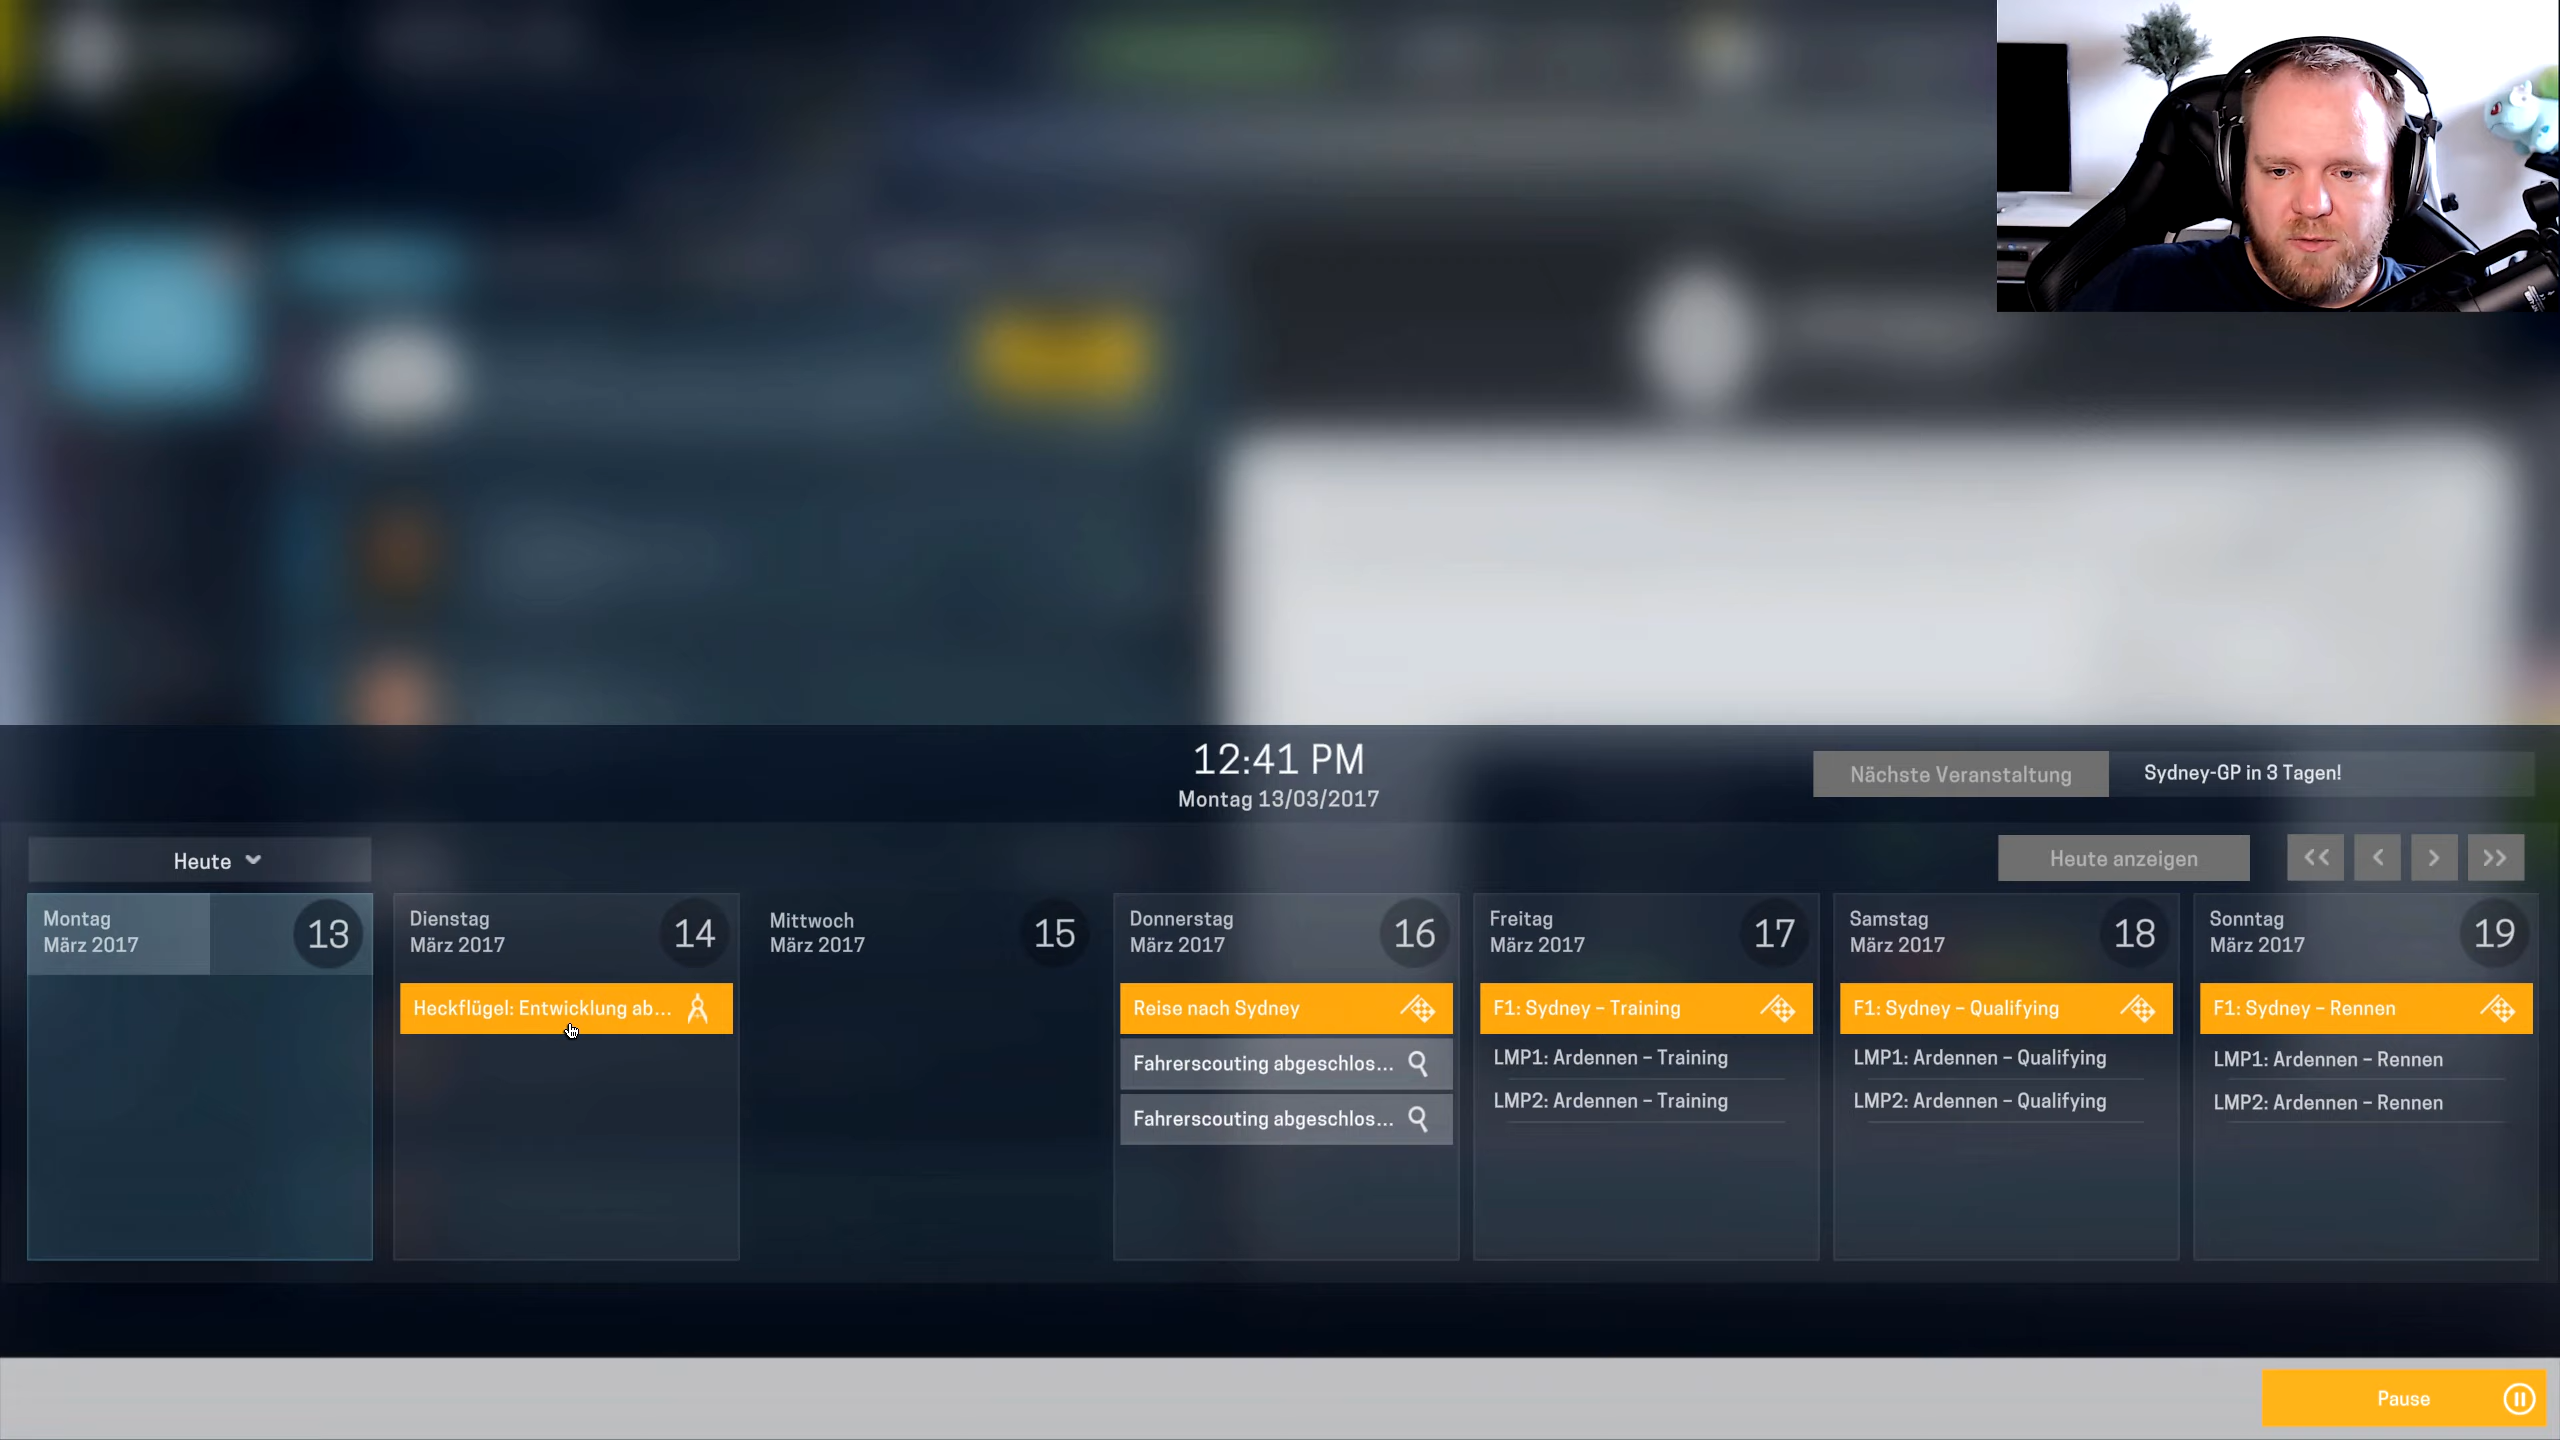 12:41 PM
Montag 13/03/2017
Nächste Veranstaltung
Sydney-GP in 3 Tagen!
Heute
Heute anzeigen
Montag
März 2017
13
Dienstag
März 2017
14
Heckflügel: Entwicklung ab...
Mittwoch
März 2017
15
Donnerstag
März 2017
16
Reise nach Sydney
Fahrerscouting abgeschlos...
Fahrerscouting abgeschlos...
Freitag
März 2017
17
F1: Sydney – Training
LMP1: Ardennen – Training
LMP2: Ardennen – Training
Samstag
März 2017
18
F1: Sydney – Qualifying
LMP1: Ardennen – Qualifying
LMP2: Ardennen – Qualifying
Sonntag
März 2017
19
F1: Sydney – Rennen
LMP1: Ardennen – Rennen
LMP2: Ardennen – Rennen
Pause